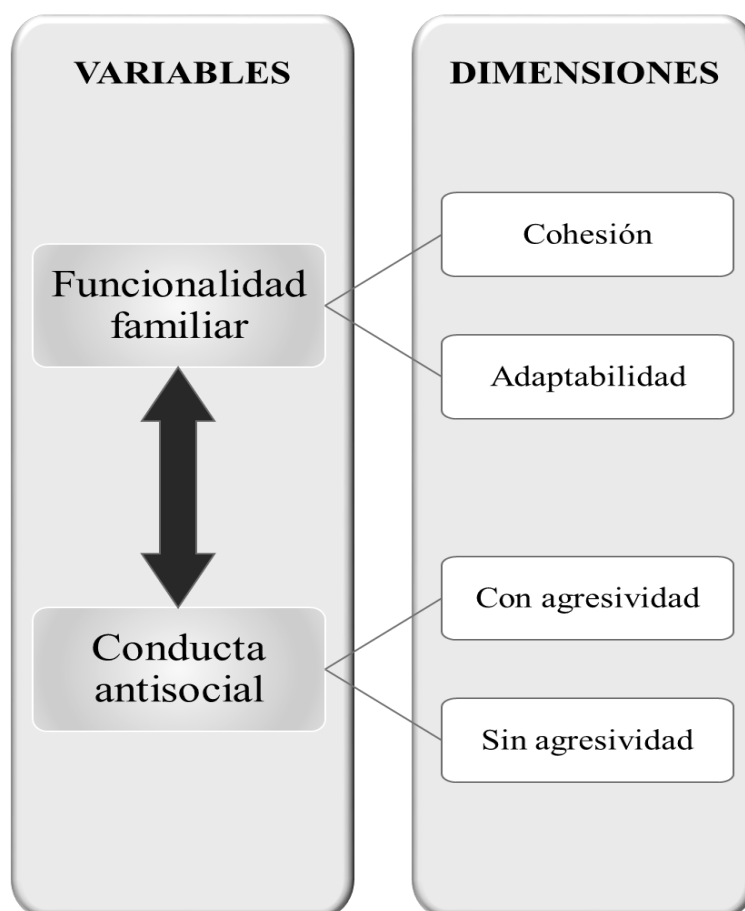 VARIABLES
Funcionalidad
familiar
Conducta
antisocial
DIMENSIONES
Cohesión
Adaptabilidad
Con agresividad
Sin agresividad